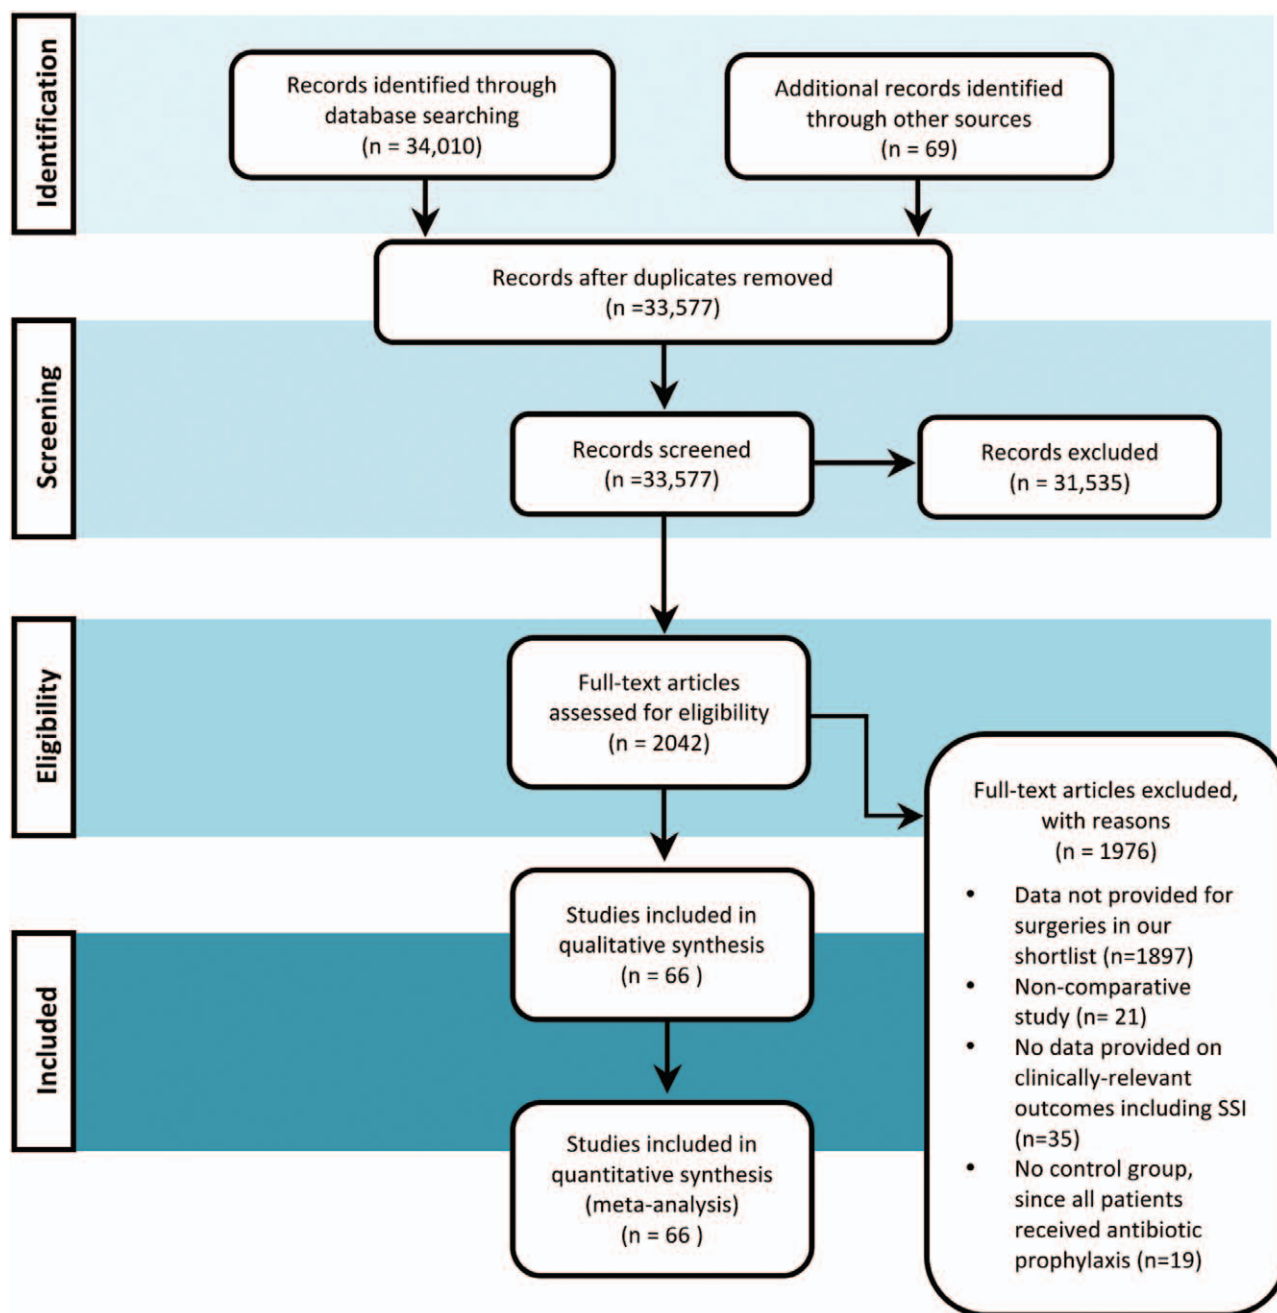 Identification
Records identified through
database searching
(n = 34,010)
Additional records identified
through other sources
(n = 69)
Records after duplicates removed
(n =33,577)
Screening
Records screened
(n =33,577)
Records excluded
(n = 31,535)
Eligibility
Full-text articles
assessed for eligibility
(n = 2042)
Full-text articles excluded,
with reasons
(n = 1976)
• Data not provided for
surgeries in our
shortlist (n=1897)
• Non-comparative
study (n= 21)
• No data provided on
clinically-relevant
outcomes including SSI
(n=35)
• No control group,
since all patients
received antibiotic
prophylaxis (n=19)
Included
Studies included in
qualitative synthesis
(n = 66 )
Studies included in
quantitative synthesis
(meta-analysis)
(n = 66 )